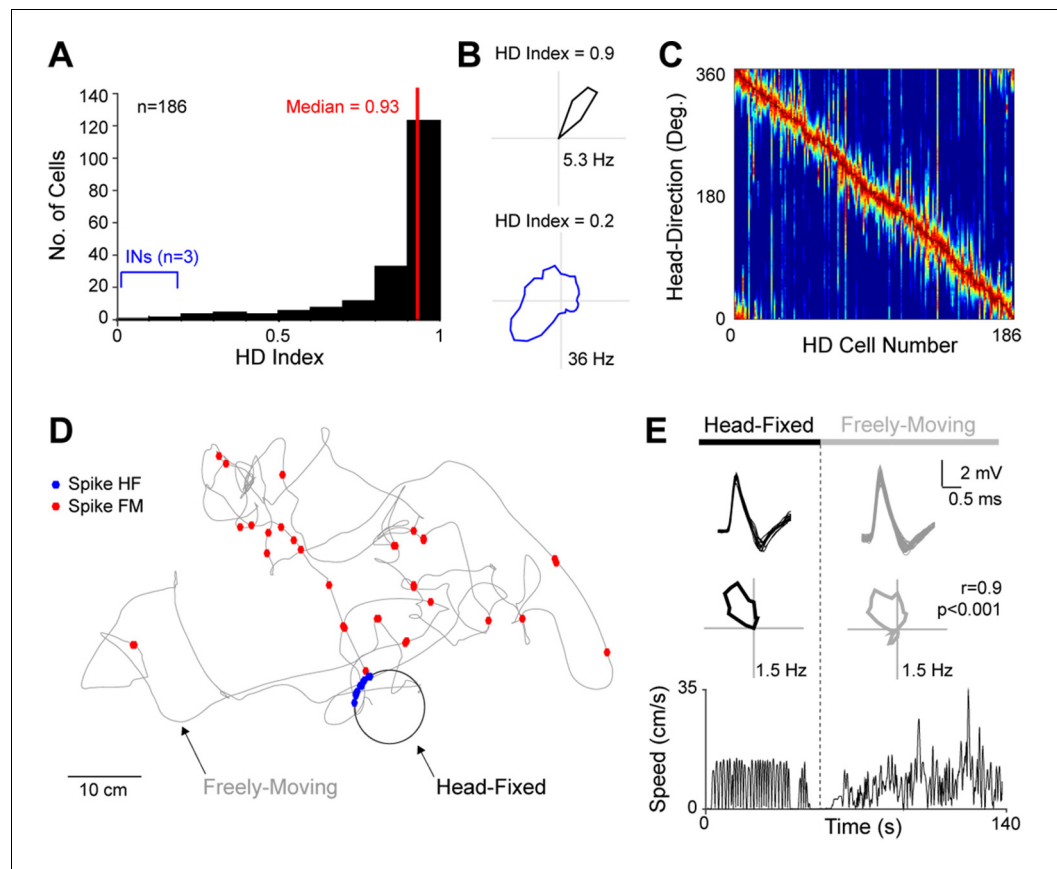 A
140
120
100
80
60
40
20
0
No. of Cells
n=186
Median = 0.93
INs (n=3)
0
0.5
1
HD Index
B
HD Index = 0.9
5.3 Hz
HD Index = 0.2
36 Hz
C
360
180
0
Head-Direction (Deg.)
0
186
HD Cell Number
D
Spike HF
Spike FM
10 cm
Freely-Moving
Head-Fixed
E
Head-Fixed
Freely-Moving
2 mV
0.5 ms
r=0.9
p<0.001
1.5 Hz
1.5 Hz
35
0
Speed (cm/s)
0
140
Time (s)